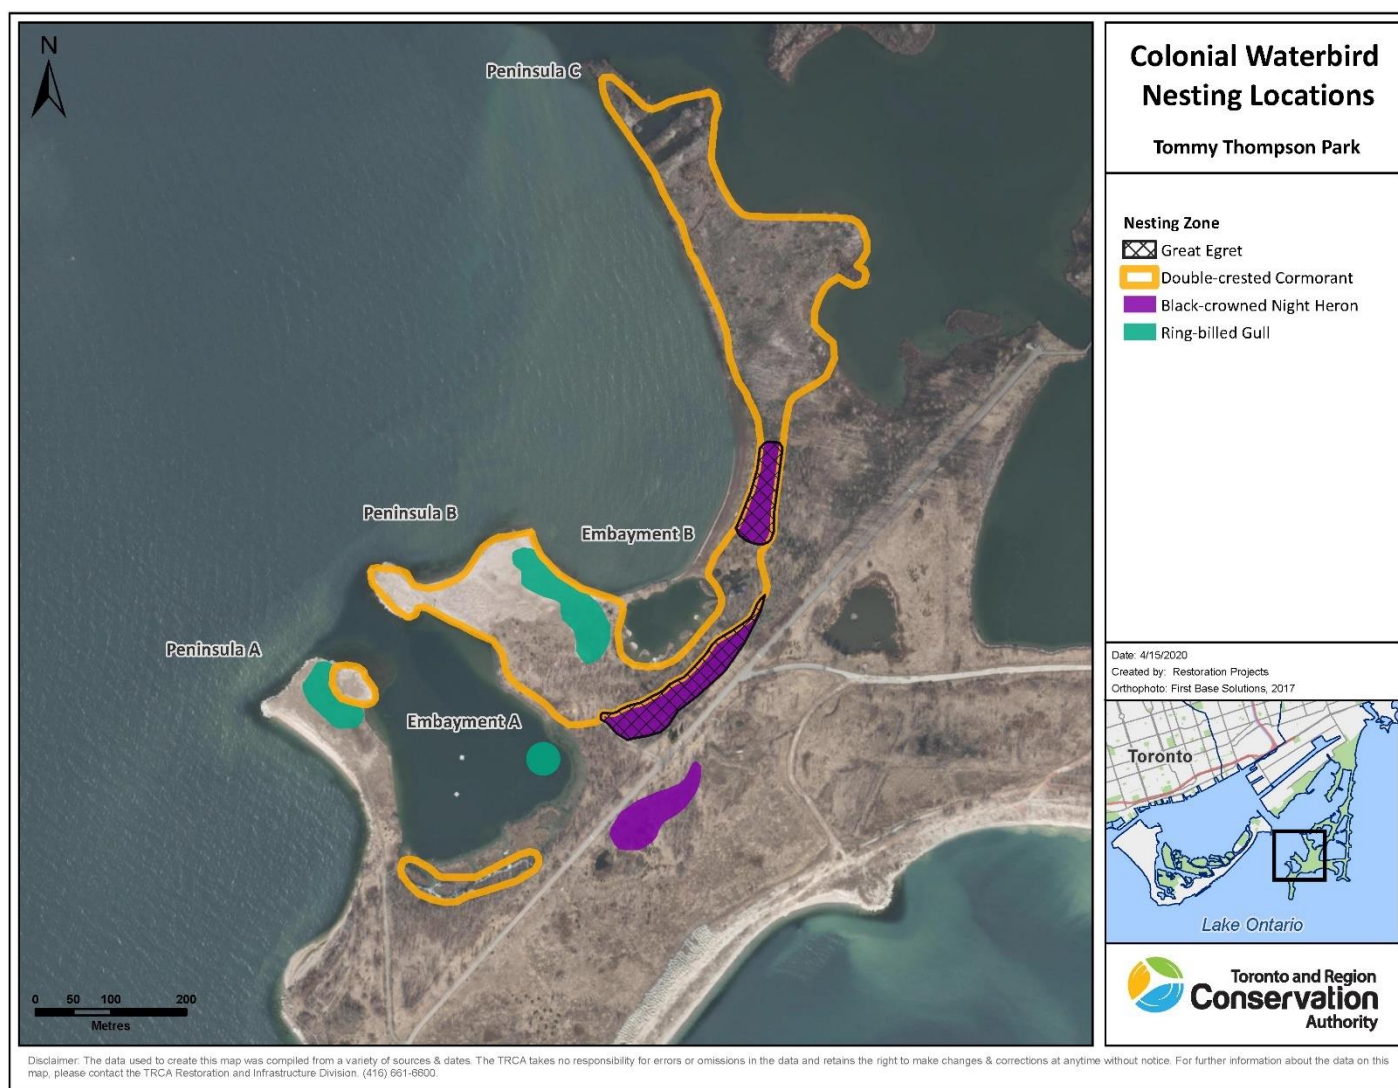 Colonial Waterbird
Nesting Locations
Tommy Thompson Park
N
Peninsula C
Peninsula B
Embayment B
Peninsula A
Embayment A
0 50 100 200
Metres
Nesting Zone
Great Egret
Double-crested Cormorant
Black-crowned Night Heron
Ring-billed Gull
Date: 4/15/2020
Created by: Restoration Projects
Orthophoto: First Base Solutions, 2017
Toronto
Lake Ontario
Toronto and Region
Conservation
Authority
Disclaimer: The data used to create this map was compiled from a variety of sources & dates. The TRCA takes no responsibility for errors or omissions in the data and retains the right to make changes & corrections at anytime without notice. For further information about the data on this
map, please contact the TRCA Restoration and Infrastructure Division. (416) 661-6600.